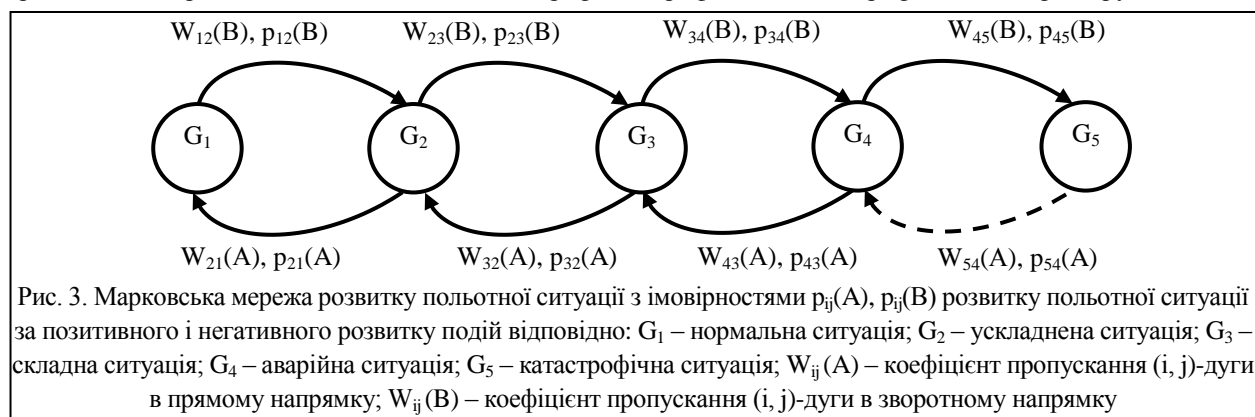 W₁₂(B), p₁₂(B) W₂₃(B), p₂₃(B) W₃₄(B), p₃₄(B) W₄₅(B), p₄₅(B)
G₁ G₂ G₃ G₄ G₅
W₂₁(A), p₂₁(A) W₃₂(A), p₃₂(A) W₄₃(A), p₄₃(A) W₅₄(A), p₅₄(A)
Рис. 3. Марковська мережа розвитку польотної ситуації з імовірностями pᵢⱼ(A), pᵢⱼ(B) розвитку польотної ситуації
за позитивного і негативного розвитку подій відповідно: G₁ – нормальна ситуація; G₂ – ускладнена ситуація; G₃ –
складна ситуація; G₄ – аварійна ситуація; G₅ – катастрофічна ситуація; Wᵢⱼ (A) – коефіцієнт пропускання (i, j)-дуги
в прямому напрямку; Wᵢⱼ (B) – коефіцієнт пропускання (i, j)-дуги в зворотному напрямку